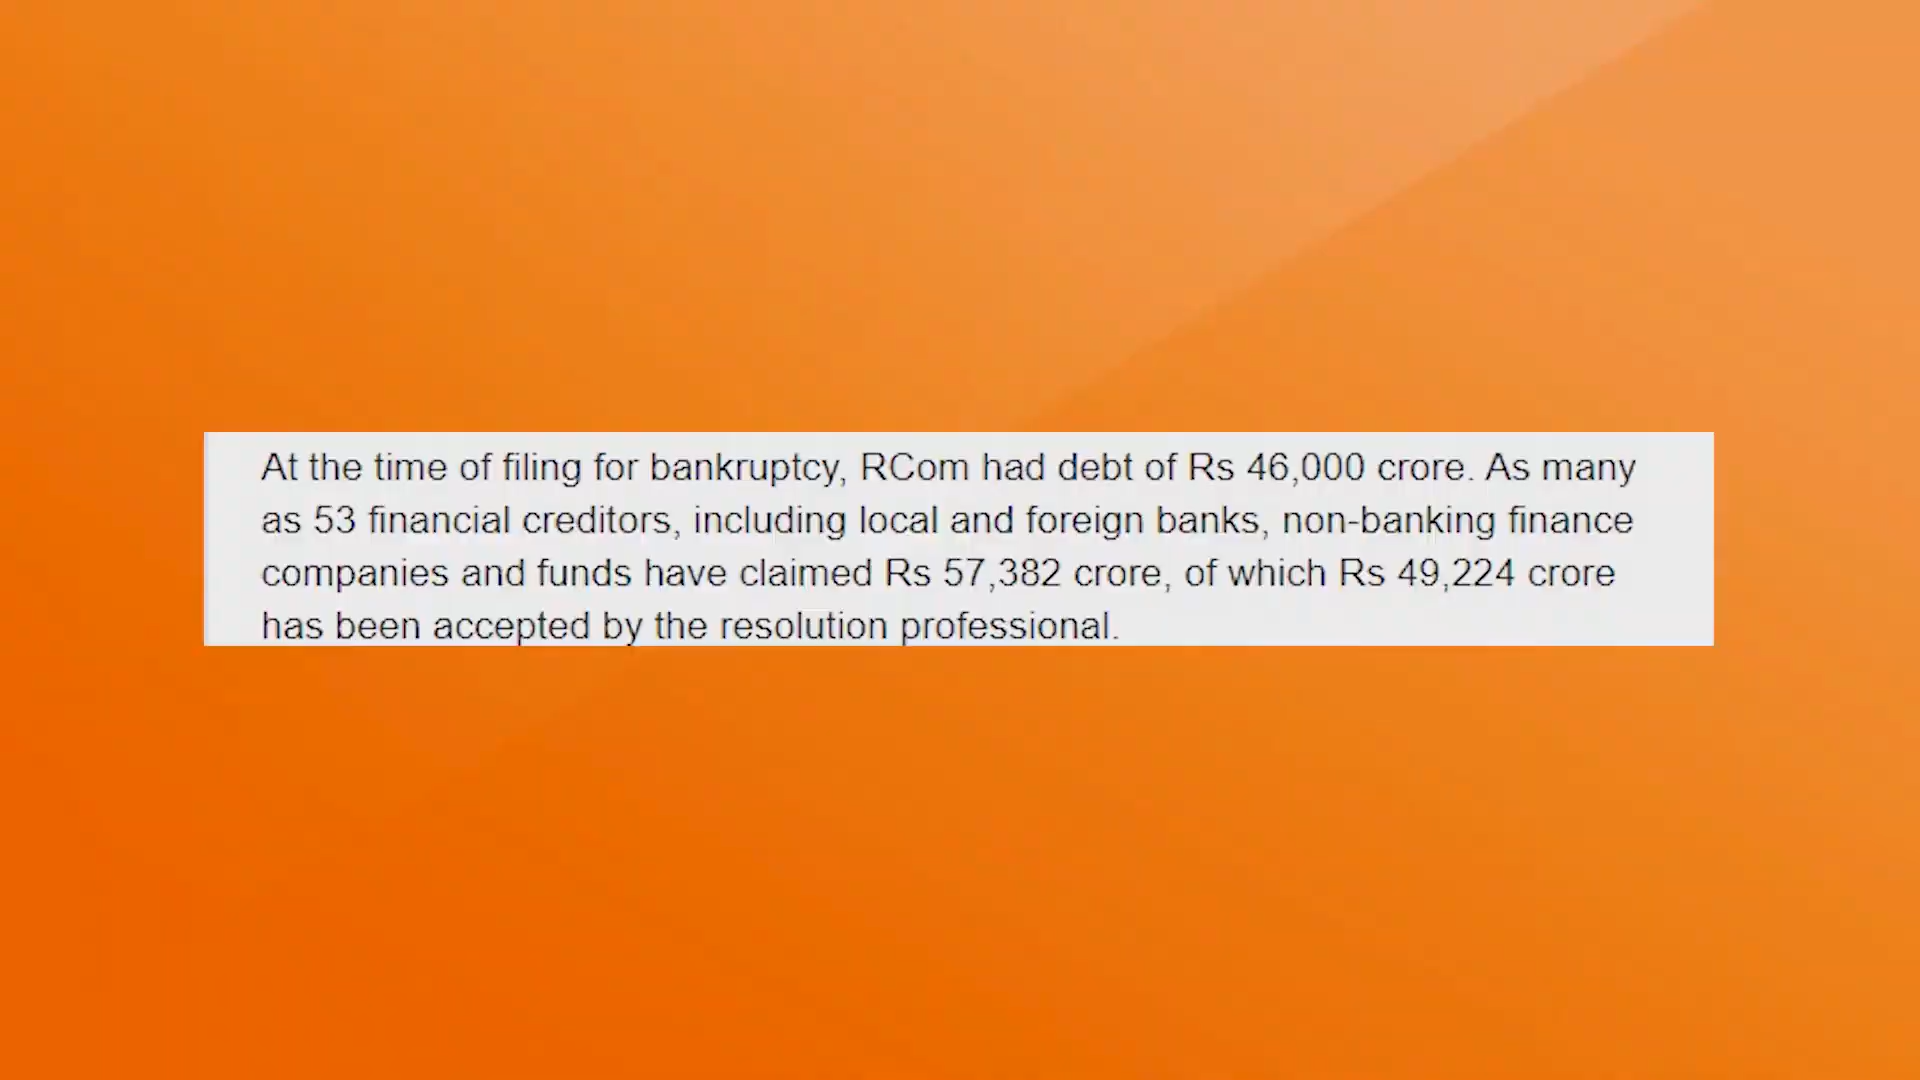 At the time of filing for bankruptcy, RCom had debt of Rs 46,000 crore. As many
as 53 financial creditors, including local and foreign banks, non-banking finance
companies and funds have claimed Rs 57,382 crore, of which Rs 49,224 crore
has been accepted by the resolution professional.